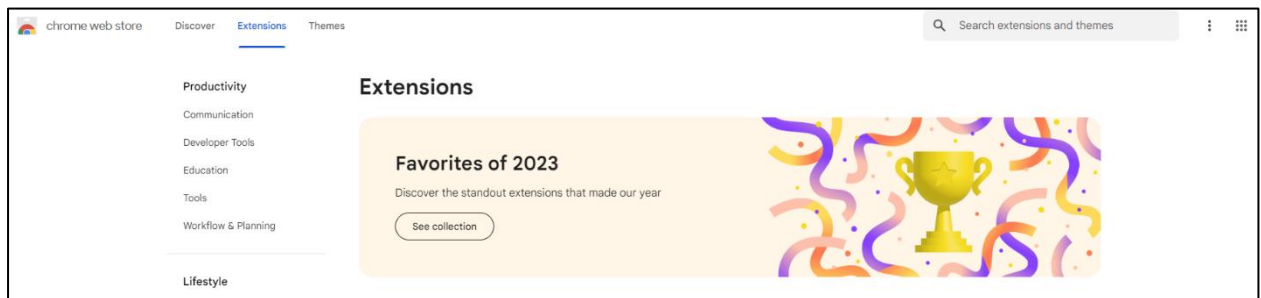 chrome web store Discover Extensions Themes Search extensions and themes
Productivity
Communication
Developer Tools
Education
Tools
Workflow & Planning
Lifestyle
Extensions
Favorites of 2023
Discover the standout extensions that made our year
See collection